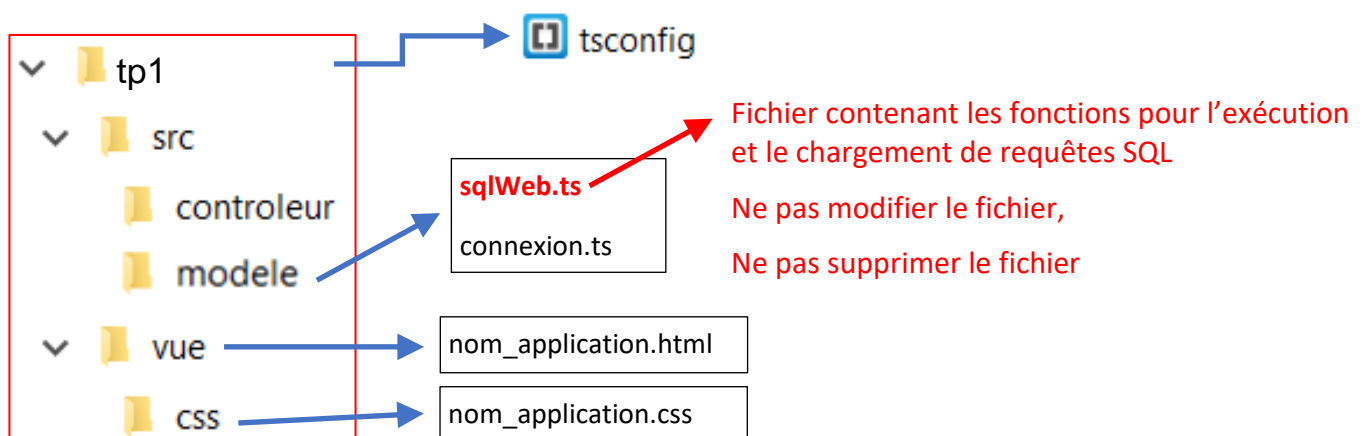 tsconfig
tp1
src
controleur
modele
vue
css
sqlWeb.ts
connexion.ts
nom_application.html
nom_application.css
Fichier contenant les fonctions pour l’exécution
et le chargement de requêtes SQL
Ne pas modifier le fichier,
Ne pas supprimer le fichier